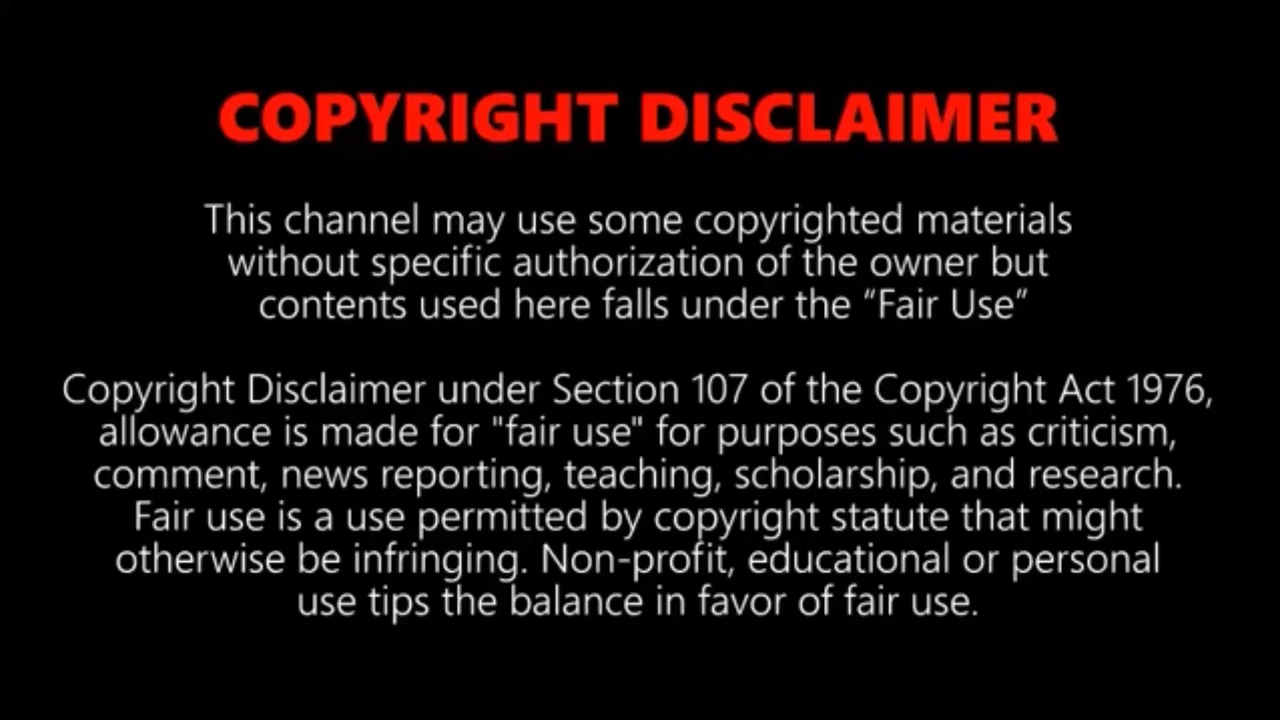 COPYRIGHT DISCLAIMER
This channel may use some copyrighted materials
without specific authorization of the owner but
contents used here falls under the “Fair Use”
Copyright Disclaimer under Section 107 of the Copyright Act 1976,
allowance is made for "fair use" for purposes such as criticism,
comment, news reporting, teaching, scholarship, and research.
Fair use is a use permitted by copyright statute that might
otherwise be infringing. Non-profit, educational or personal
use tips the balance in favor of fair use.